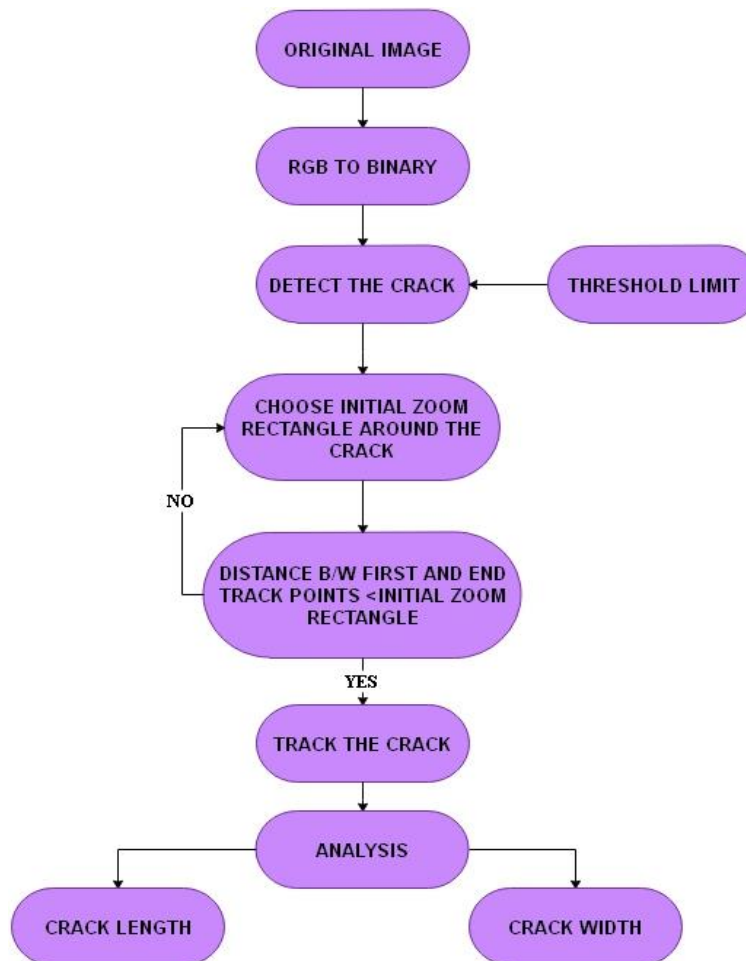 ORIGINAL IMAGE
RGB TO BINARY
DETECT THE CRACK
THRESHOLD LIMIT
CHOOSE INITIAL ZOOM
RECTANGLE AROUND THE
CRACK
NO
DISTANCE B/W FIRST AND END
TRACK POINTS <INITIAL ZOOM
RECTANGLE
YES
TRACK THE CRACK
ANALYSIS
CRACK LENGTH
CRACK WIDTH